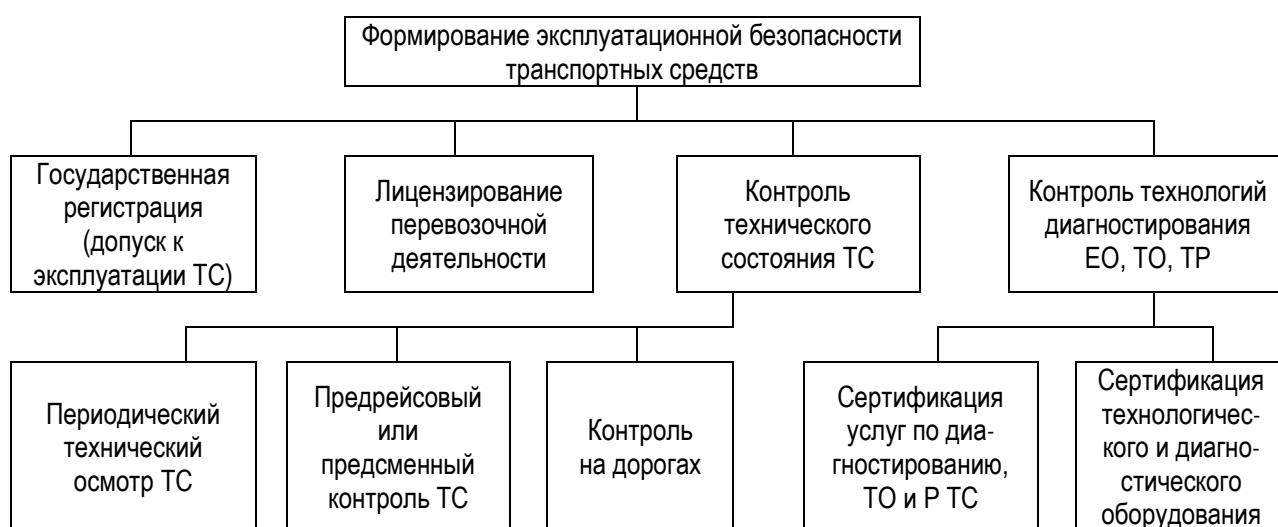 Формирование эксплуатационной безопасности
транспортных средств
Государственная
регистрация
(допуск к
эксплуатации ТС)
Лицензирование
перевозочной
деятельности
Контроль
технического
состояния ТС
Контроль технологий
диагностирования
ЕО, ТО, ТР
Периодический
технический
осмотр ТС
Предрейсовый
или
предсменный
контроль ТС
Контроль
на дорогах
Сертификация
услуг по диа-
гностированию,
ТО и Р ТС
Сертификация
технологичес-
кого и диагно-
стического
оборудования